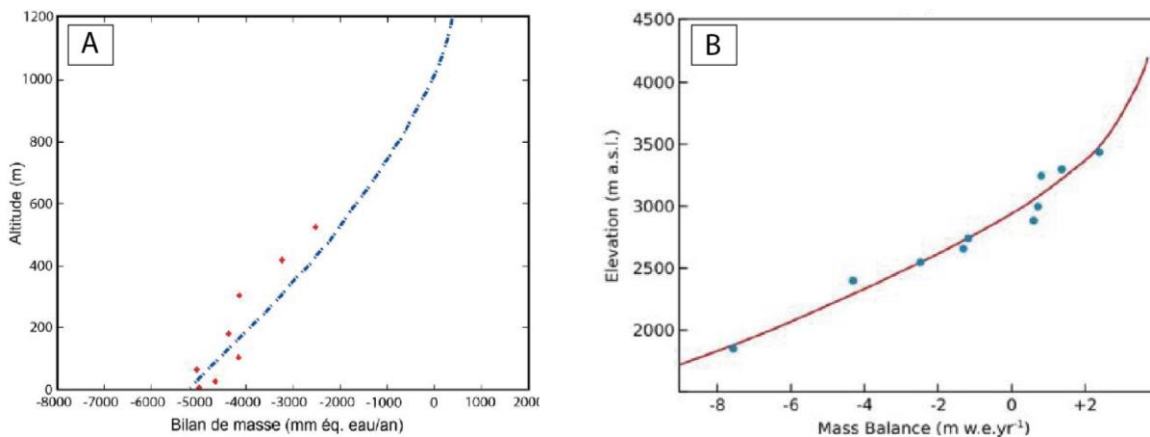 A
1200
1000
800
600
400
200
0
Altitude (m)
-8000 -7000 -6000 -5000 -4000 -3000 -2000 -1000 0 1000 2000
Bilan de masse (mm éq. eau/an)
B
4500
4000
3500
3000
2500
2000
Elevation (m a.s.l.)
-8 -6 -4 -2 0 +2
Mass Balance (m w.e.yr⁻¹)